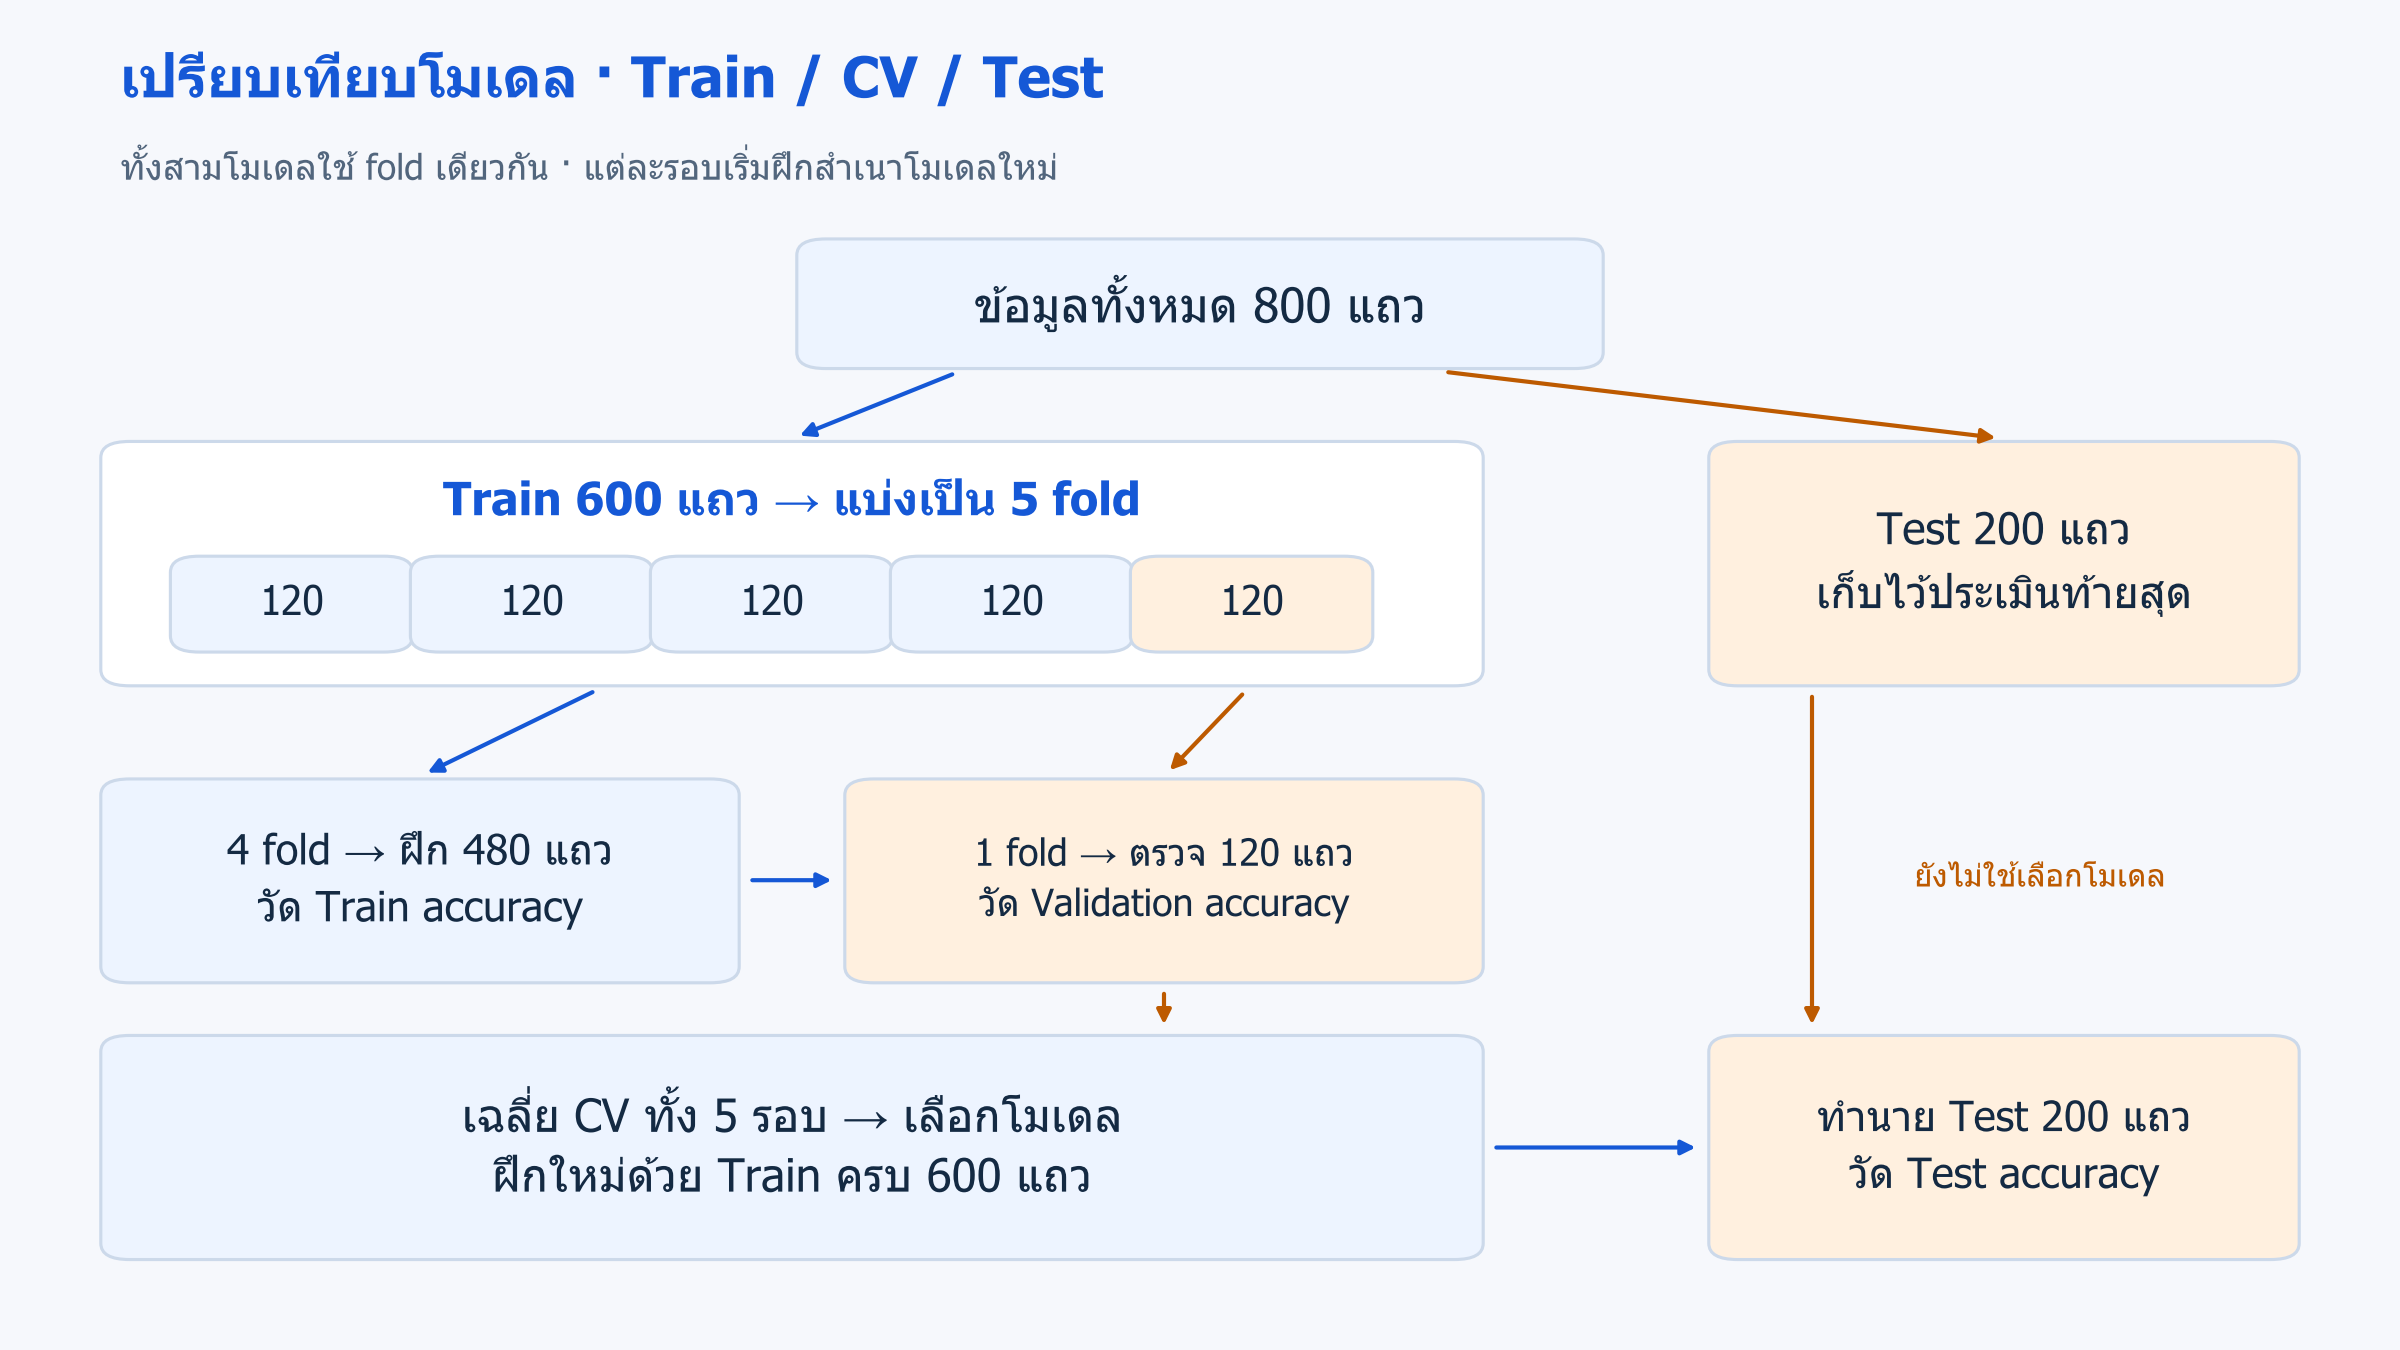 เปรียบเทียบโมเดล · Train / CV / Test
ทั้งสามโมเดลใช้ fold เดียวกัน · แต่ละรอบเริ่มฝึกสำเนาโมเดลใหม่
ข้อมูลทั้งหมด 800 แถว
Train 600 แถว → แบ่งเป็น 5 fold
120 120 120 120 120
Test 200 แถว
เก็บไว้ประเมินท้ายสุด
4 fold → ฝึก 480 แถว
วัด Train accuracy
1 fold → ตรวจ 120 แถว
วัด Validation accuracy
ยังไม่ใช้เลือกโมเดล
เฉลี่ย CV ทั้ง 5 รอบ → เลือกโมเดล
ฝึกใหม่ด้วย Train ครบ 600 แถว
ทำนาย Test 200 แถว
วัด Test accuracy